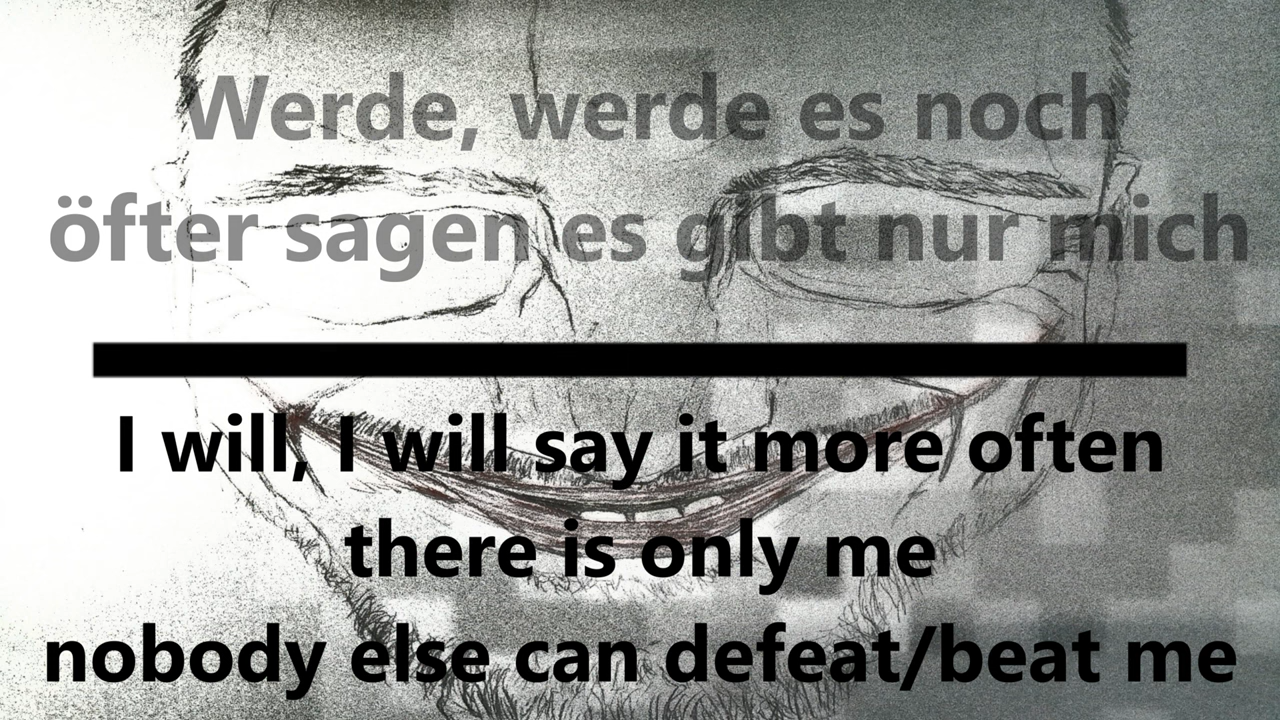 Werde, werde es noch
öfter sagen es gibt nur mich
I will, I will say it more often
there is only me
nobody else can defeat/beat me